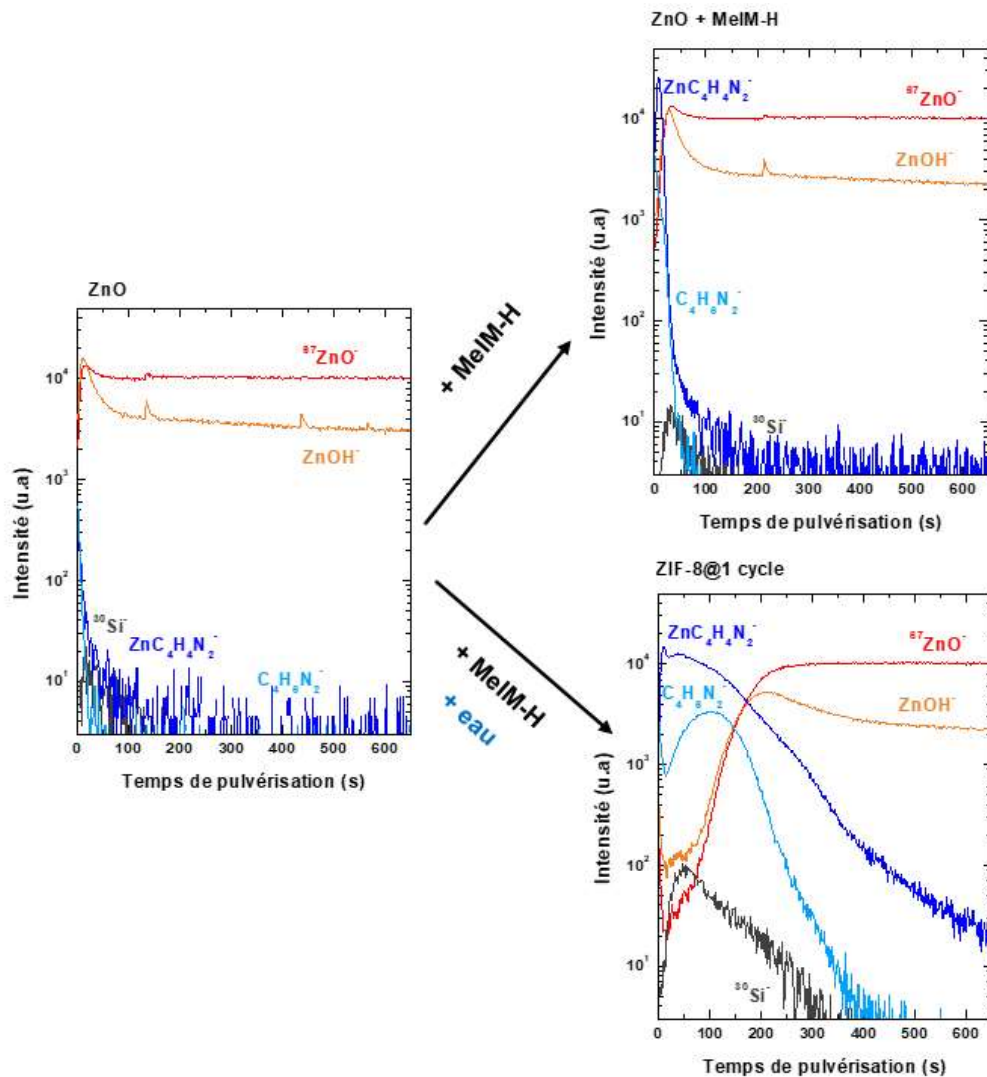 ZnO + MeIM-H
ZnC₄H₄N₂⁻
⁶⁷ZnO⁻
10⁴
ZnOH⁻
10³
C₄H₆N₂⁻
10²
³⁰Si⁻
10¹
0 100 200 300 400 500 600
Intensité (u.a)
Temps de pulvérisation (s)
ZnO
⁶⁷ZnO⁻
10⁴
ZnOH⁻
10³
10²
³⁰Si⁻
ZnC₄H₄N₂⁻
C₄H₆N₂⁻
10¹
0 100 200 300 400 500 600
Intensité (u.a)
Temps de pulvérisation (s)
+ MeIM-H
+ MeIM-H
+ eau
ZIF-8@1 cycle
ZnC₄H₄N₂⁻
⁶⁷ZnO⁻
10⁴
C₄H₆N₂⁻
ZnOH⁻
10³
10²
10¹
³⁰Si⁻
0 100 200 300 400 500 600
Intensité (u.a)
Temps de pulvérisation (s)